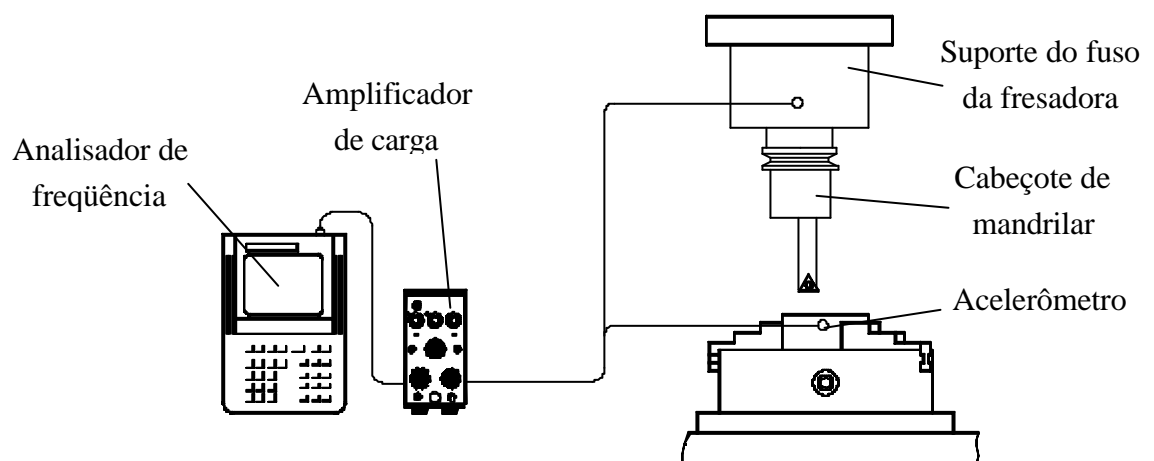 Suporte do fuso
da fresadora
Amplificador
de carga
Analisador de
freqüência
Cabeçote de
mandrilar
Acelerômetro